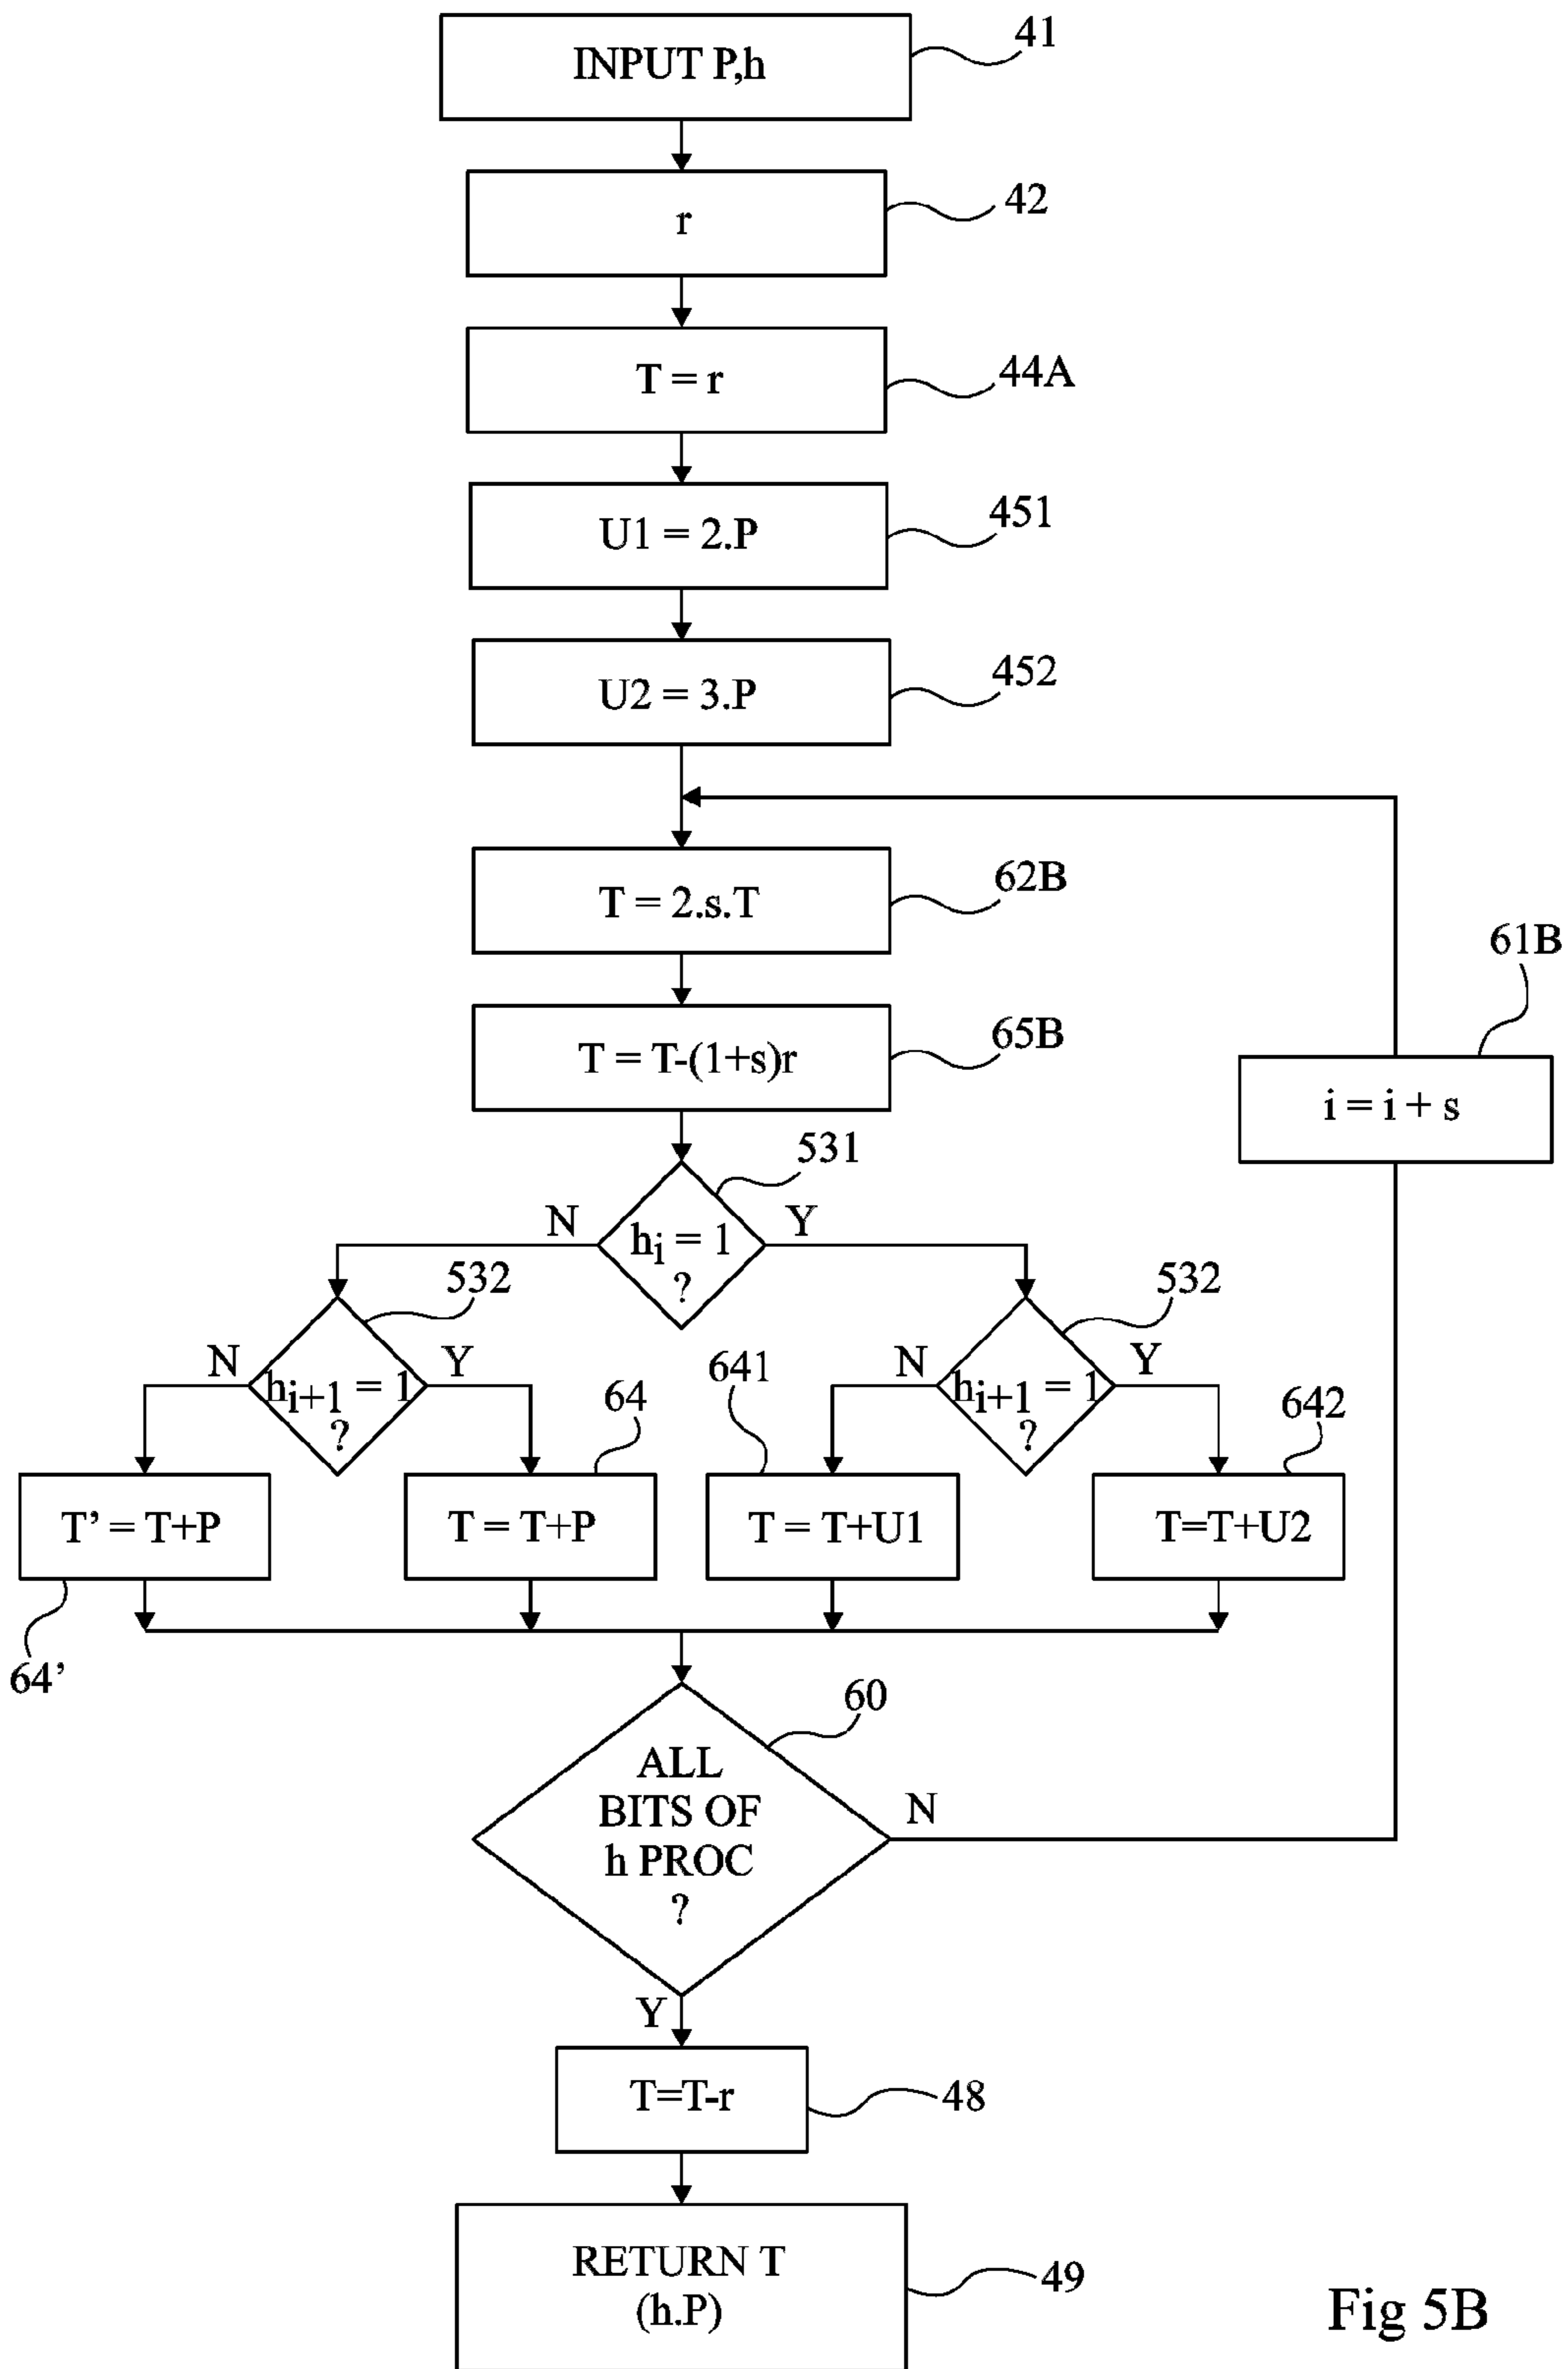 INPUT P,h
41
r
42
T = r
44A
U1 = 2.P
451
U2 = 3.P
452
T = 2.s.T
62B
61B
T = T-(1+s)r
65B
i = i + s
531
N
Y
hi = 1
?
532
532
N
hi+1 = 1
?
Y
64
641
N
hi+1 = 1
?
Y
642
T’ = T+P
T = T+P
T = T+U1
T=T+U2
64’
60
ALL
BITS OF
h PROC
?
N
Y
T=T-r
48
RETURN T
(h.P)
49
Fig 5B